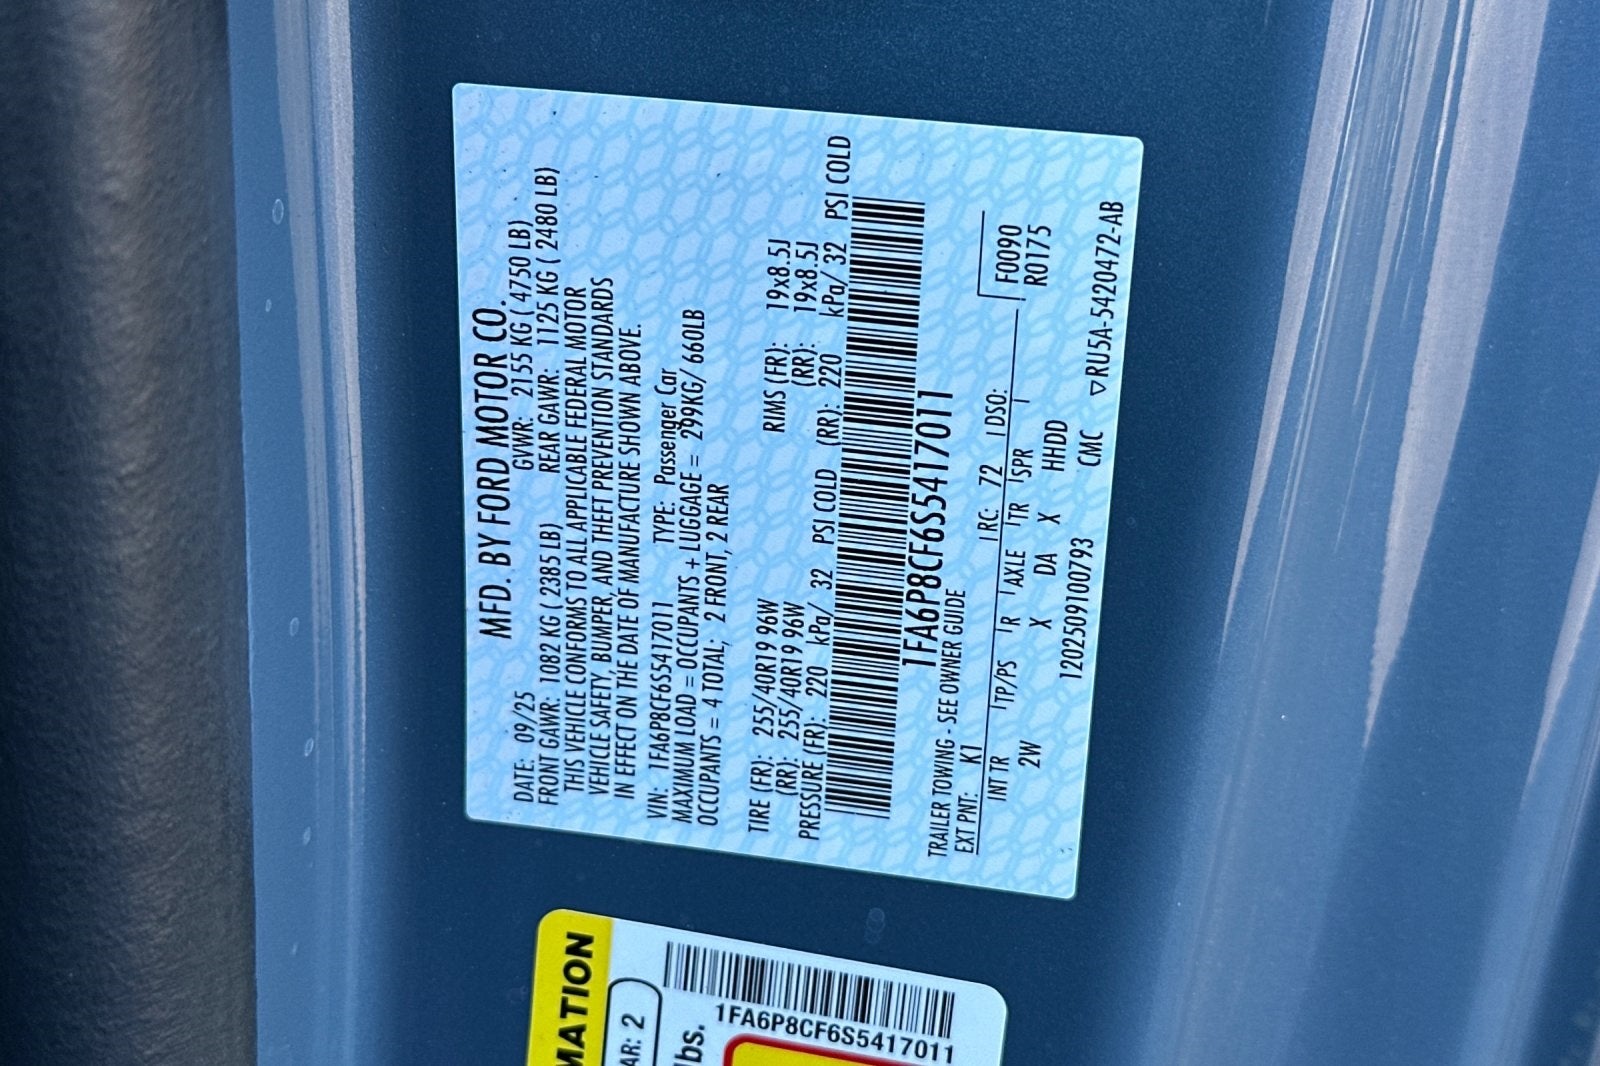 MFD. BY FORD MOTOR CO.
DATE: 09/25 GVWR: 2155 KG ( 4750 LB)
FRONT GAWR: 1082 KG ( 2385 LB) REAR GAWR: 1125 KG ( 2480 LB)
THIS VEHICLE CONFORMS TO ALL APPLICABLE FEDERAL MOTOR
VEHICLE SAFETY, BUMPER, AND THEFT PREVENTION STANDARDS
IN EFFECT ON THE DATE OF MANUFACTURE SHOWN ABOVE.
VIN: 1FA6P8CF6S5417011 TYPE: Passenger Car
MAXIMUM LOAD = OCCUPANTS + LUGGAGE = 299KG/ 660LB
OCCUPANTS = 4 TOTAL; 2 FRONT, 2 REAR
TIRE (FR): 255/40R19 96W RIMS (FR): 19x8.5J
(RR): 255/40R19 96W (RR): 19x8.5J
PRESSURE (FR): 220 kPa/ 32 PSI COLD (RR): 220 kPa/ 32 PSI COLD
1FA6P8CF6S5417011
TRAILER TOWING - SEE OWNER GUIDE
EXT PNT: K1 RC: 72 DSO: F0090
INT TR TP/PS R AXLE TR SPR R0175
2W X DA X HHDD
1202509100793 CMC ▽RU5A-5420472-AB
MATION
AR: 2
lbs.
1FA6P8CF6S5417011